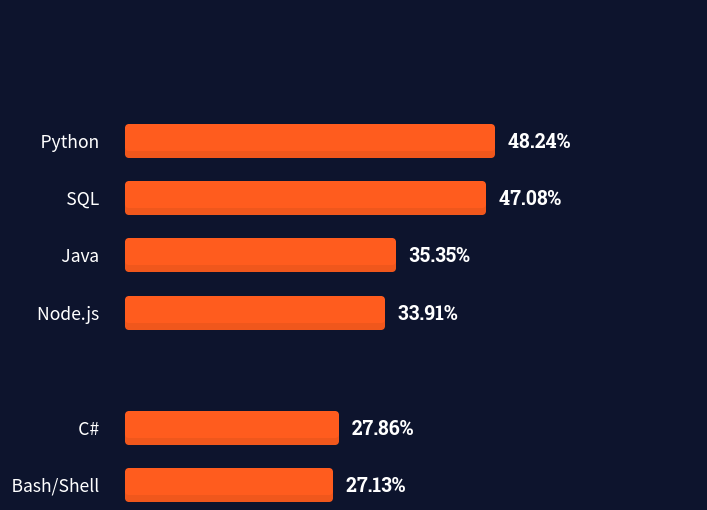 Python 48.24%
SQL 47.08%
Java 35.35%
Node.js 33.91%
C# 27.86%
Bash/Shell 27.13%